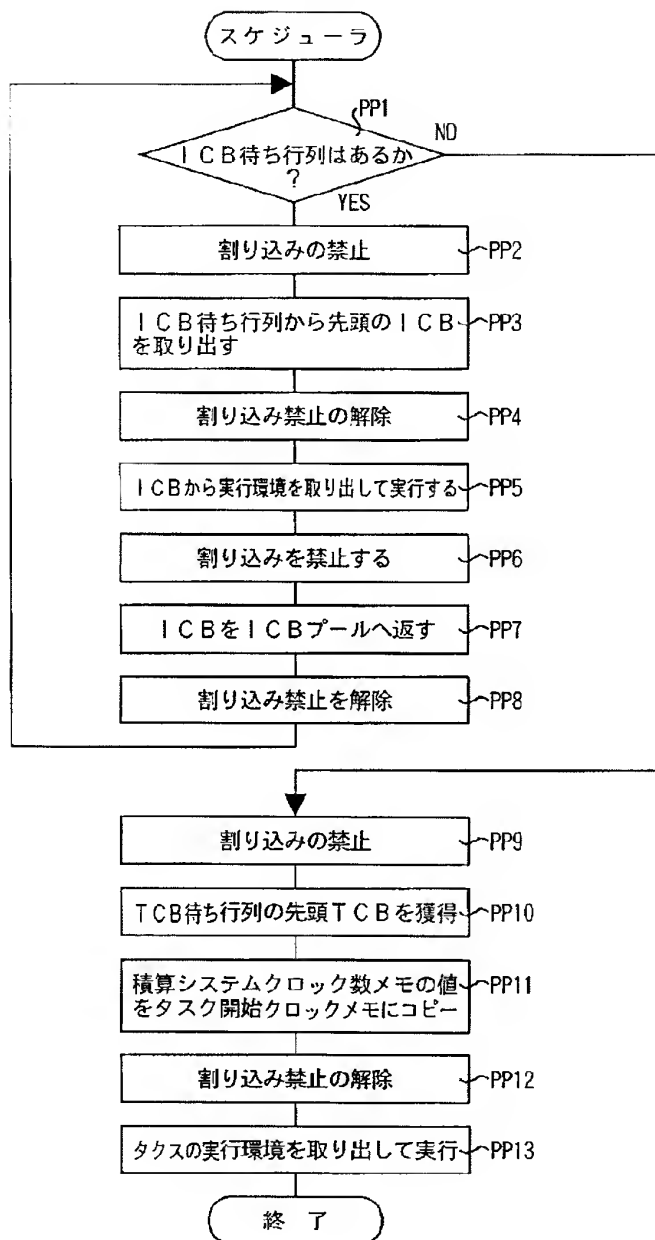 スケジューラ
PP1
NO
ICB待ち行列はあるか
?
YES
割り込みの禁止
PP2
ICB待ち行列から先頭のICB
を取り出す
PP3
割り込み禁止の解除
PP4
ICBから実行環境を取り出して実行する
PP5
割り込みを禁止する
PP6
ICBをICBプールへ返す
PP7
割り込み禁止を解除
PP8
割り込みの禁止
PP9
TCB待ち行列の先頭TCBを獲得
PP10
積算システムクロック数メモの値
をタスク開始クロックメモにコピー
PP11
割り込み禁止の解除
PP12
タクスの実行環境を取り出して実行
PP13
終了